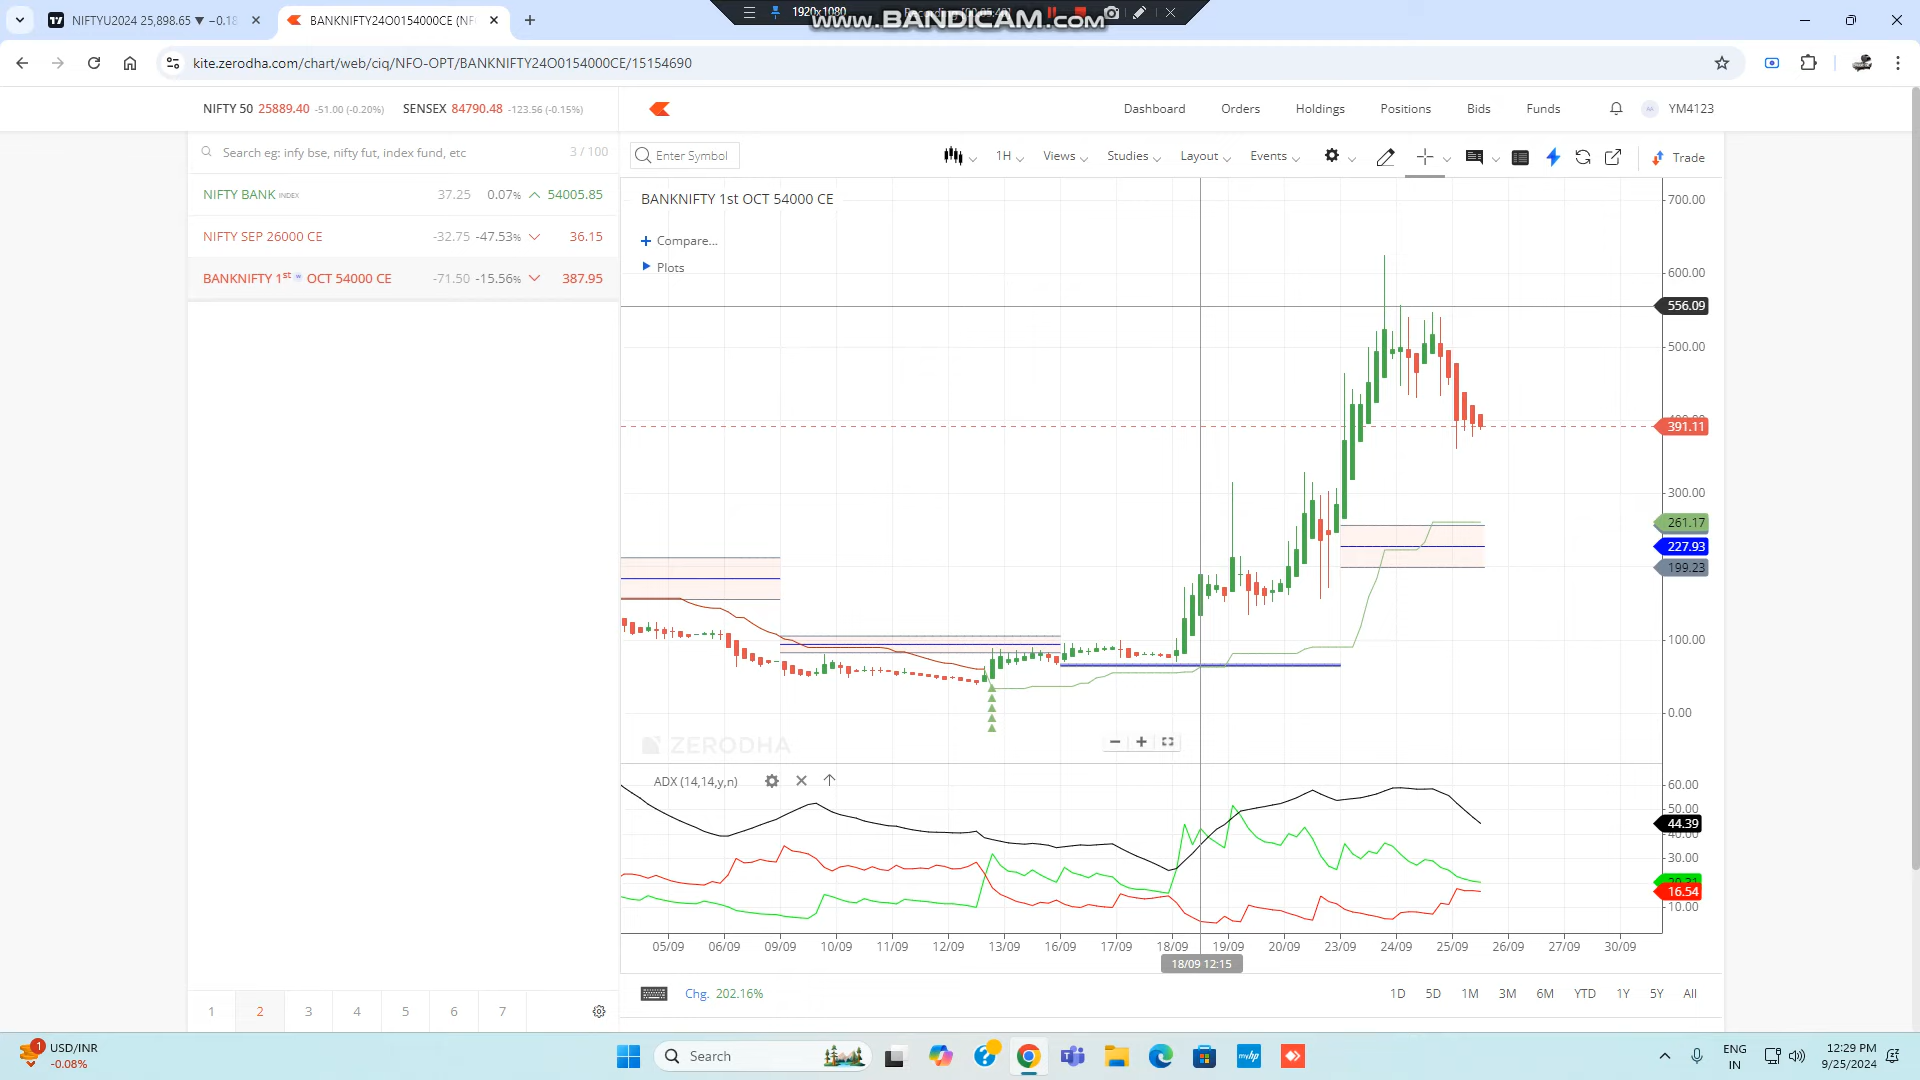 NIFTYU2024 25,898.65 ▼ −0.18
BANKNIFTY24O0154000CE (NF
1920x1080
www.BANDICAM.com
kite.zerodha.com/chart/web/ciq/NFO-OPT/BANKNIFTY24O0154000CE/15154690
NIFTY 50 25889.40 -51.00 (-0.20%) SENSEX 84790.48 -123.56 (-0.15%)
Dashboard Orders Holdings Positions Bids Funds YM4123
Search eg: infy bse, nifty fut, index fund, etc 3 / 100
Enter Symbol 1H Views Studies Layout Events Trade
NIFTY BANK INDEX 37.25 0.07% 54005.85
NIFTY SEP 26000 CE -32.75 -47.53% 36.15
BANKNIFTY 1st w OCT 54000 CE -71.50 -15.56% 387.95
BANKNIFTY 1st OCT 54000 CE
Compare...
Plots
700.00
600.00
556.09
500.00
391.11
300.00
261.17
227.93
199.23
100.00
0.00
ZERODHA
ADX (14,14,y,n)
60.00
50.00
44.39
40.00
30.00
16.54
10.00
05/09 06/09 09/09 10/09 11/09 12/09 13/09 16/09 17/09 18/09 19/09 20/09 23/09 24/09 25/09 26/09 27/09 30/09
18/09 12:15
Chg. 202.16%
1D 5D 1M 3M 6M YTD 1Y 5Y All
1 2 3 4 5 6 7
1
USD/INR
-0.08%
Search
myhp
ENG
IN
12:29 PM
9/25/2024